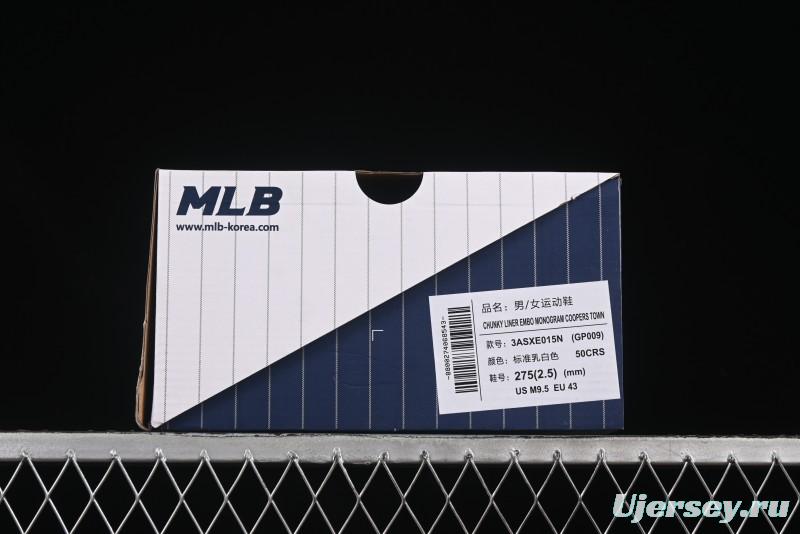 MLB
www.mlb-korea.com
品名：男/女运动鞋
CHUNKY LINER EMBO MONOGRAM COOPERS TOWN
款号：3ASXE015N (GP009)
颜色：标准乳白色 50CRS
鞋号：275(2.5) (mm)
US M9.5 EU 43
-8800274068543-
Ujersey.ru